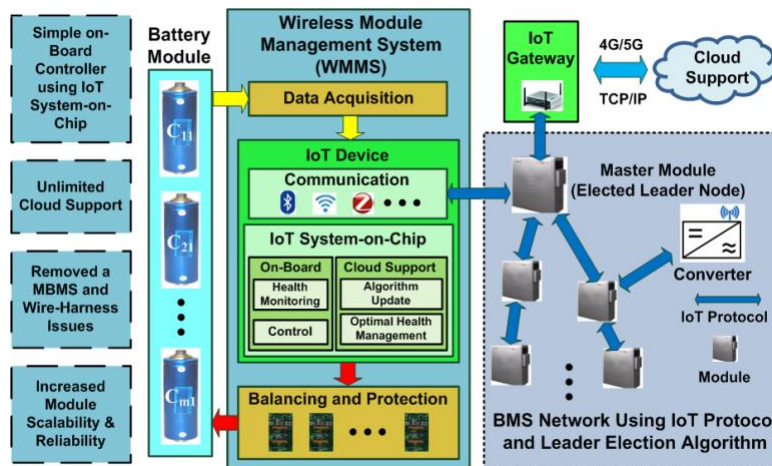 Simple on-
Board
Controller
using IoT
System-on-
Chip
Unlimited
Cloud Support
Removed a
MBMS and
Wire-Harness
Issues
Increased
Module
Scalability &
Reliability
Battery
Module
C11
C21
Cm1
Wireless Module
Management System
(WMMS)
Data Acquisition
IoT Device
Communication
IoT System-on-Chip
On-Board
Health
Monitoring
Control
Cloud Support
Algorithm
Update
Optimal Health
Management
Balancing and Protection
IoT
Gateway
4G/5G
TCP/IP
Cloud
Support
Master Module
(Elected Leader Node)
Converter
IoT Protocol
Module
BMS Network Using IoT Protoco
and Leader Election Algorithm